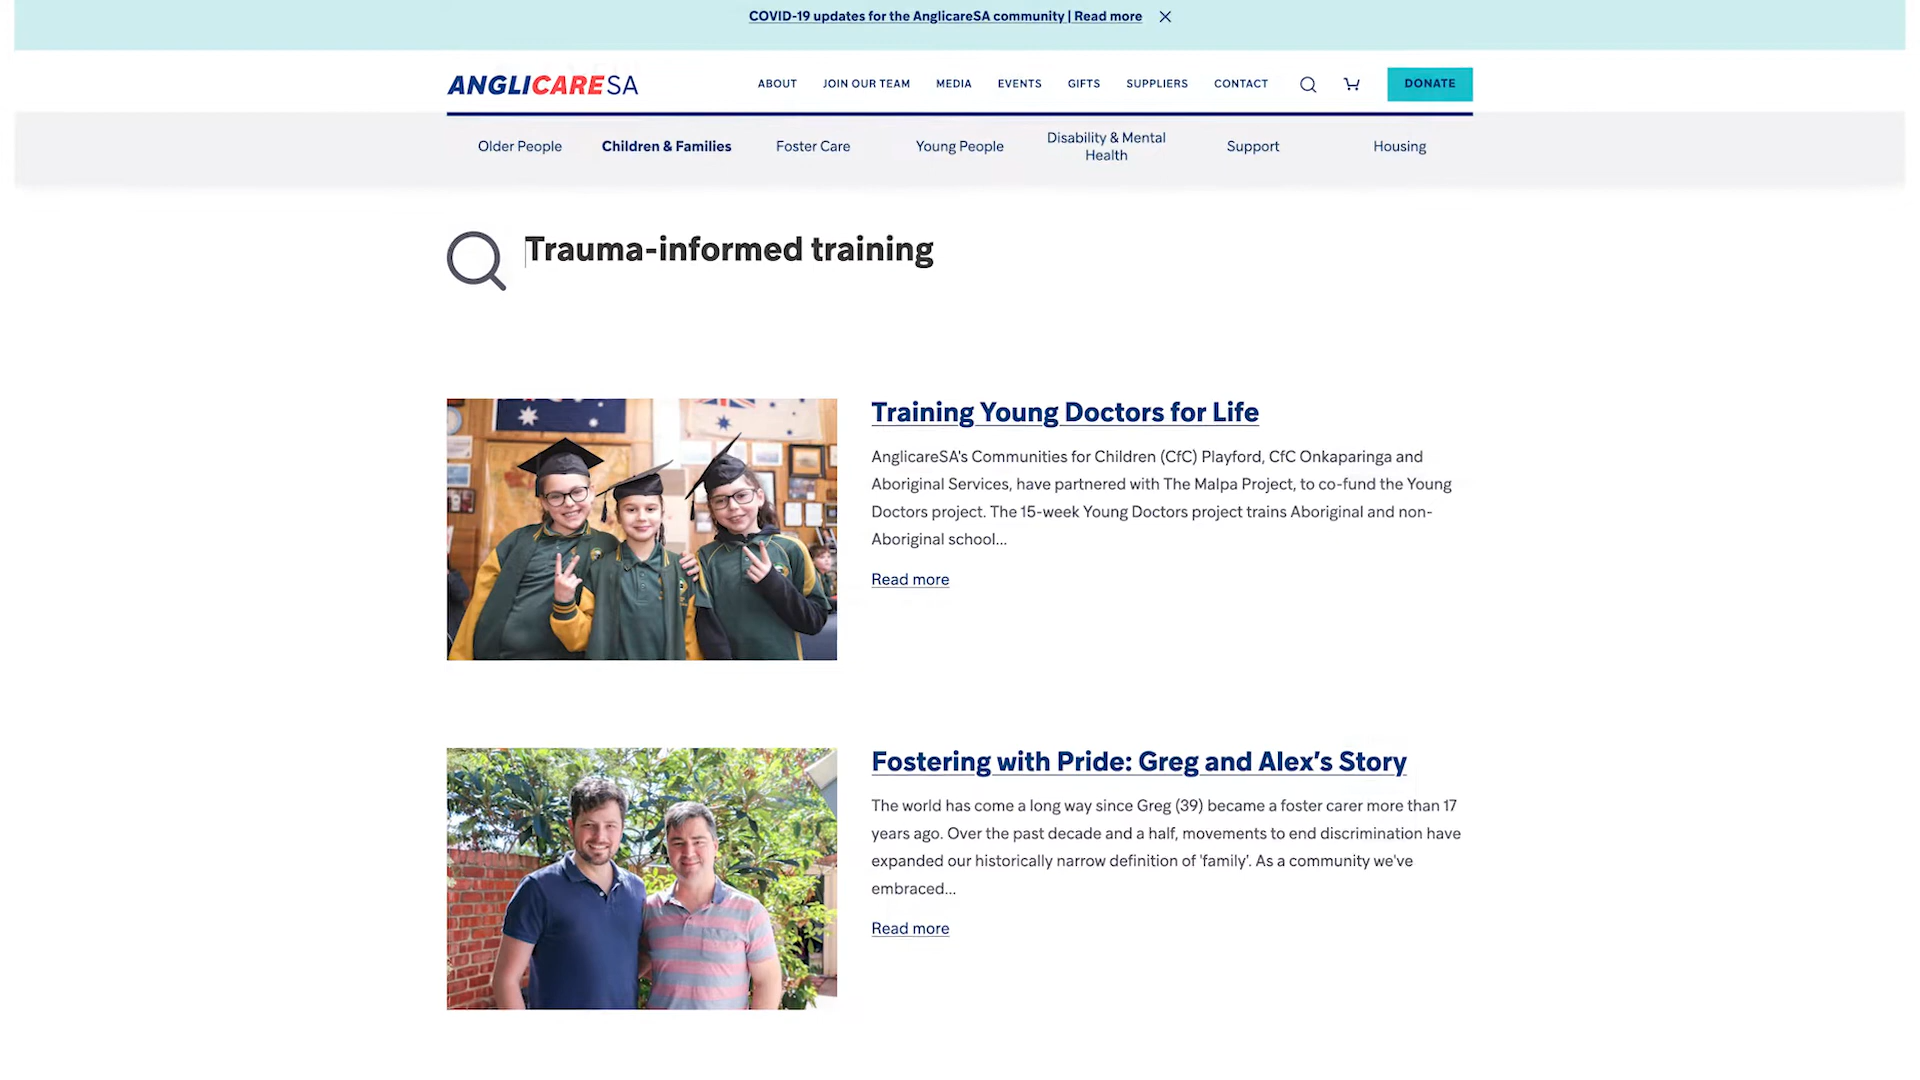 COVID-19 updates for the AnglicareSA community | Read more
ANGLICARESA
ABOUT
JOIN OUR TEAM
MEDIA
EVENTS
GIFTS
SUPPLIERS
CONTACT
DONATE
Older People
Children & Families
Foster Care
Young People
Disability & Mental
Health
Support
Housing
Trauma-informed training
Training Young Doctors for Life
AnglicareSA's Communities for Children (CfC) Playford, CfC Onkaparinga and
Aboriginal Services, have partnered with The Malpa Project, to co-fund the Young
Doctors project. The 15-week Young Doctors project trains Aboriginal and non-
Aboriginal school...
Read more
Fostering with Pride: Greg and Alex’s Story
The world has come a long way since Greg (39) became a foster carer more than 17
years ago. Over the past decade and a half, movements to end discrimination have
expanded our historically narrow definition of 'family'. As a community we've
embraced...
Read more